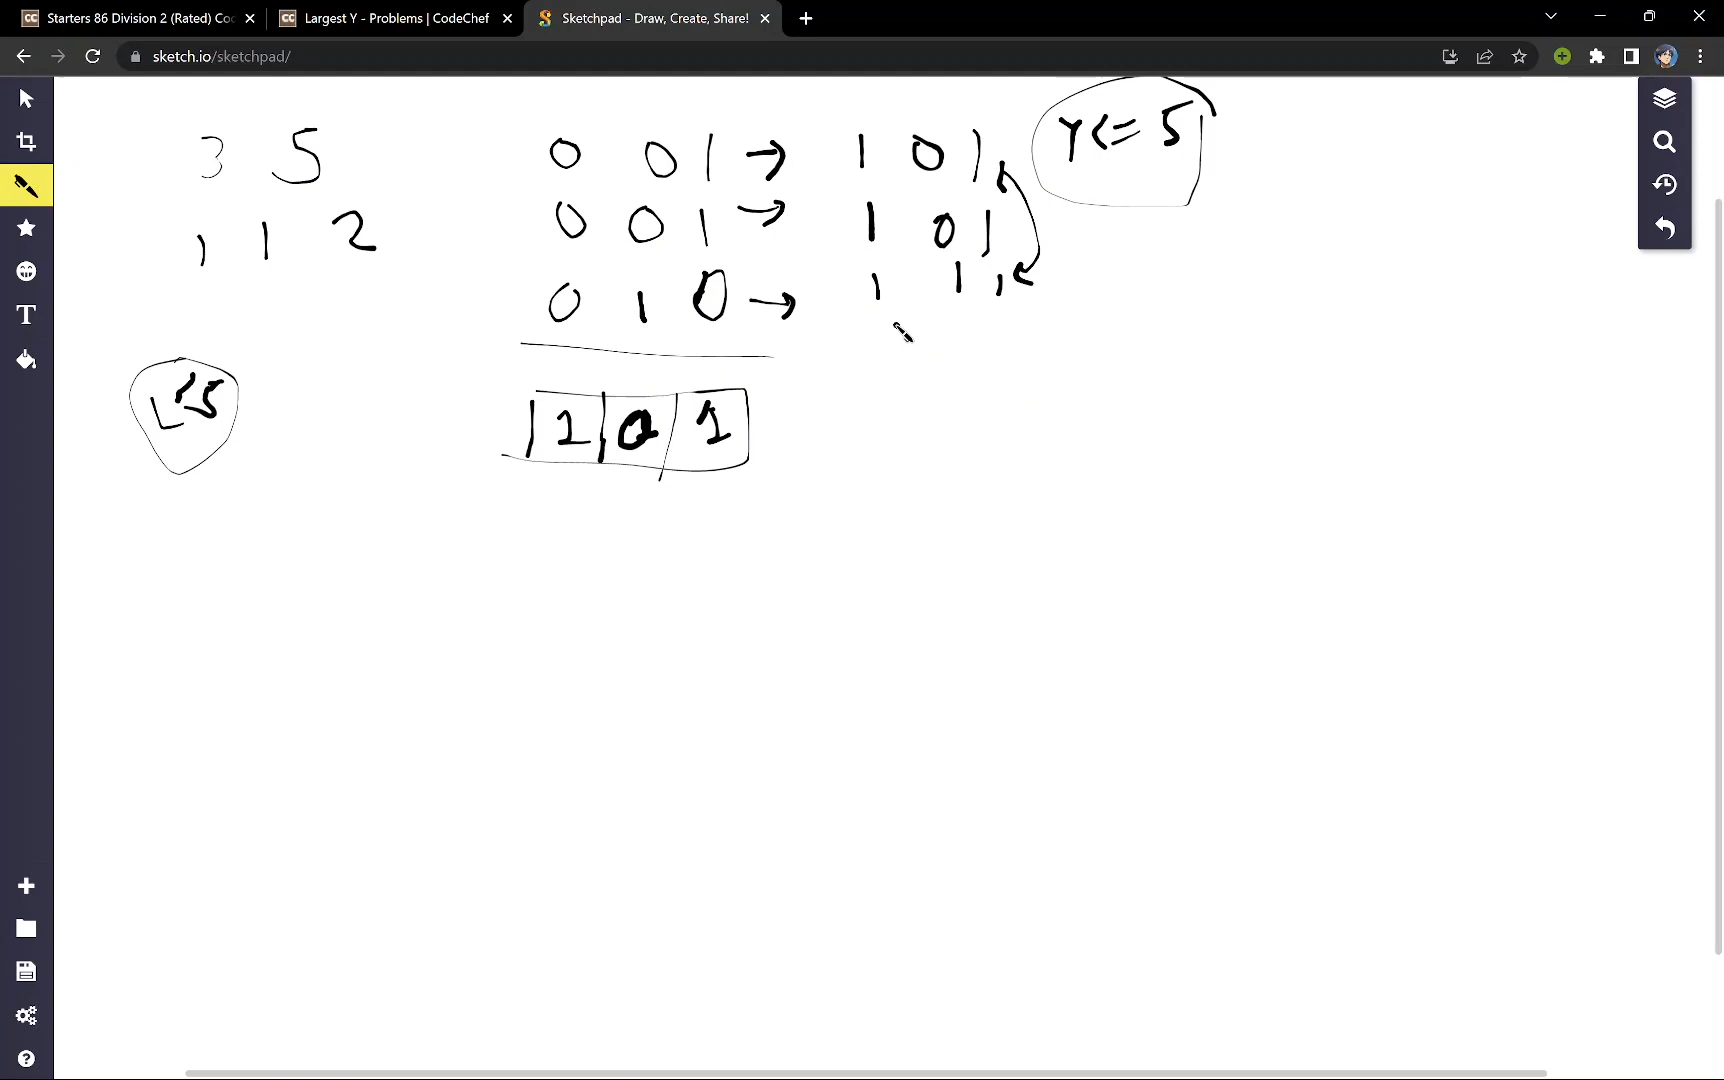 Starters 86 Division 2 (Rated) Co
Largest Y - Problems | CodeChef
Sketchpad - Draw, Create, Share!
sketch.io/sketchpad/
3 5
1 1 2
0 0 1 → 1 0 1
0 0 1 → 1 0 1
0 1 0 → 1 1 1
Y <= 5
1 0 1